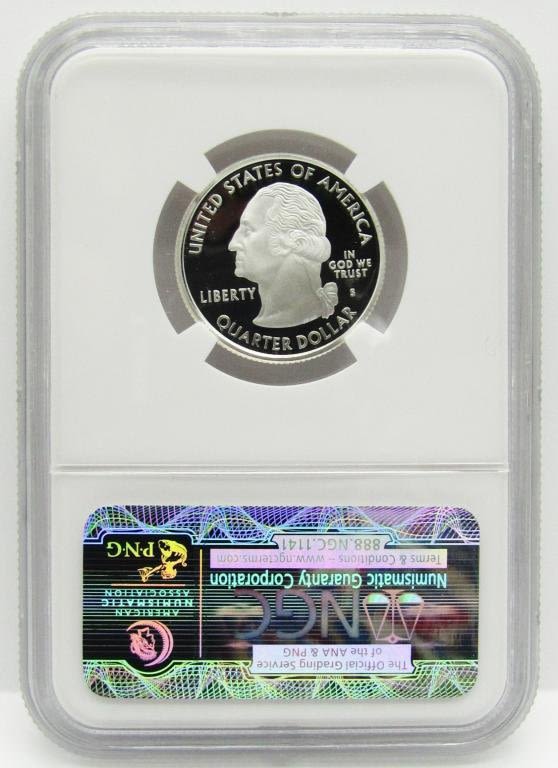 UNITED STATES OF AMERICA
LIBERTY
IN
GOD WE
TRUST
S
QUARTER DOLLAR
The Official Grading Service
of the ANA & PNG
NGC
Numismatic Guaranty Corporation
Terms & Conditions – www.ngcterms.com
888.NGC.1141
AMERICAN
NUMISMATIC
ASSOCIATION
P·N·G